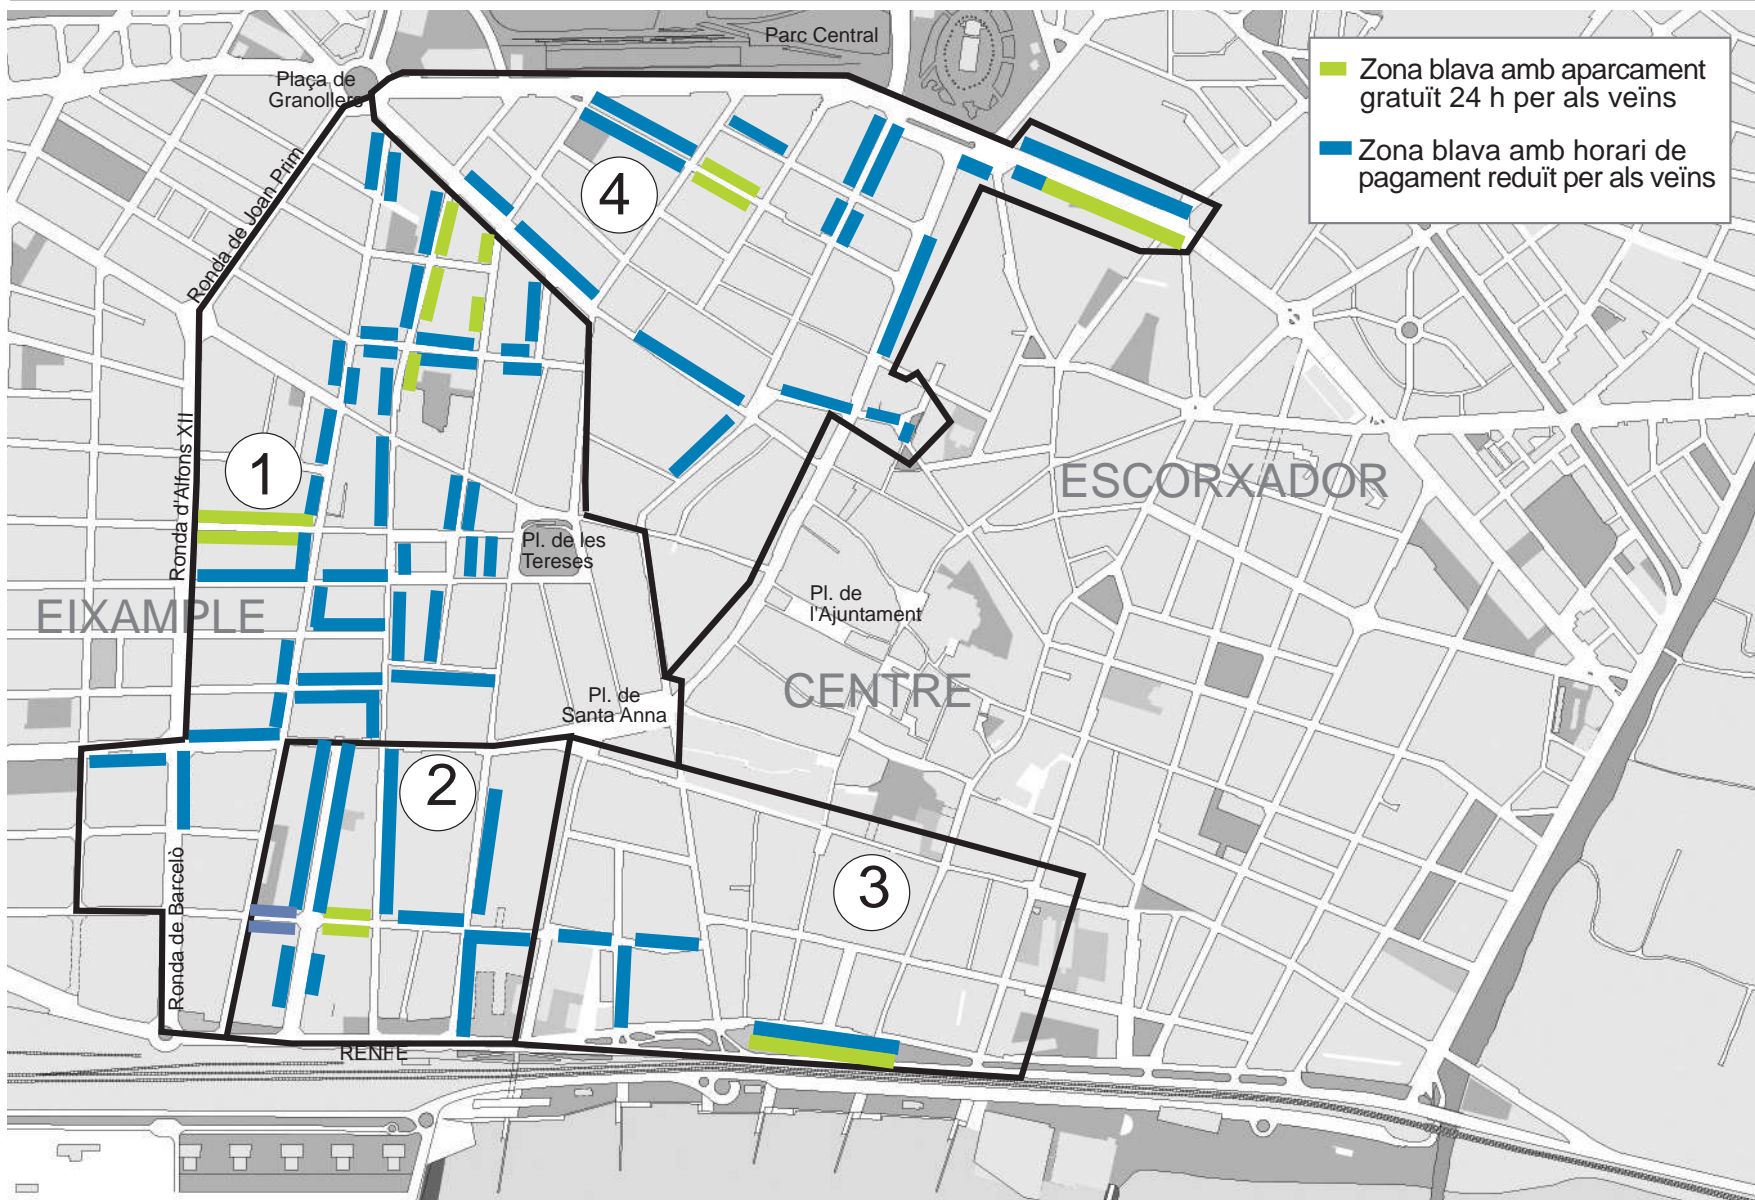 Parc Central
Plaça de
Granollers
Zona blava amb aparcament
gratuït 24 h per als veïns
Zona blava amb horari de
pagament reduït per als veïns
Ronda de Joan Prim
4
1
Ronda d'Alfons XII
ESCORXADOR
Pl. de les
Tereses
EIXAMPLE
Pl. de
l'Ajuntament
CENTRE
Pl. de
Santa Anna
2
3
Ronda de Barcelò
RENFE